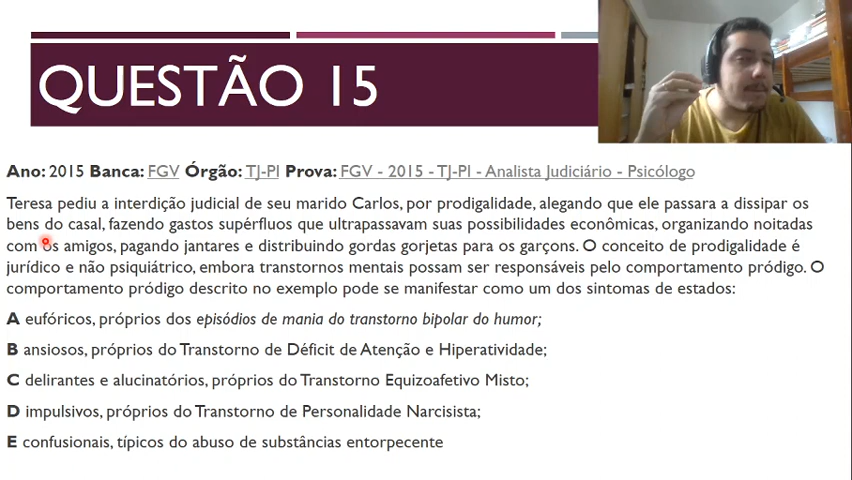 QUESTÃO 15
Ano: 2015 Banca: FGV Órgão: TJ-PI Prova: FGV - 2015 - TJ-PI - Analista Judiciário - Psicólogo
Teresa pediu a interdição judicial de seu marido Carlos, por prodigalidade, alegando que ele passara a dissipar os
bens do casal, fazendo gastos supérfluos que ultrapassavam suas possibilidades econômicas, organizando noitadas
com os amigos, pagando jantares e distribuindo gordas gorjetas para os garçons. O conceito de prodigalidade é
jurídico e não psiquiátrico, embora transtornos mentais possam ser responsáveis pelo comportamento pródigo. O
comportamento pródigo descrito no exemplo pode se manifestar como um dos sintomas de estados:
A eufóricos, próprios dos episódios de mania do transtorno bipolar do humor;
B ansiosos, próprios do Transtorno de Déficit de Atenção e Hiperatividade;
C delirantes e alucinatórios, próprios do Transtorno Equizoafetivo Misto;
D impulsivos, próprios do Transtorno de Personalidade Narcisista;
E confusionais, típicos do abuso de substâncias entorpecente